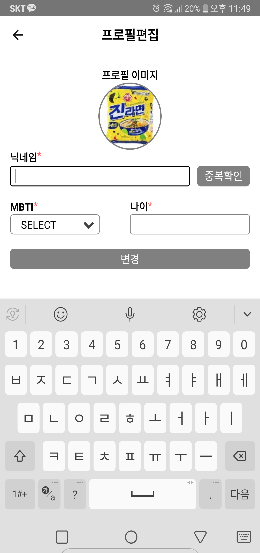 SKT 20% 오후 11:49
프로필편집
프로필 이미지
진라면
닉네임*
중복확인
MBTI* 나이*
SELECT
변경
1 2 3 4 5 6 7 8 9 0
ㅂ ㅈ ㄷ ㄱ ㅅ ㅛ ㅕ ㅑ ㅐ ㅔ
ㅁ ㄴ ㅇ ㄹ ㅎ ㅗ ㅓ ㅏ ㅣ
ㅋ ㅌ ㅊ ㅍ ㅠ ㅜ ㅡ
1#+ ? . 다음